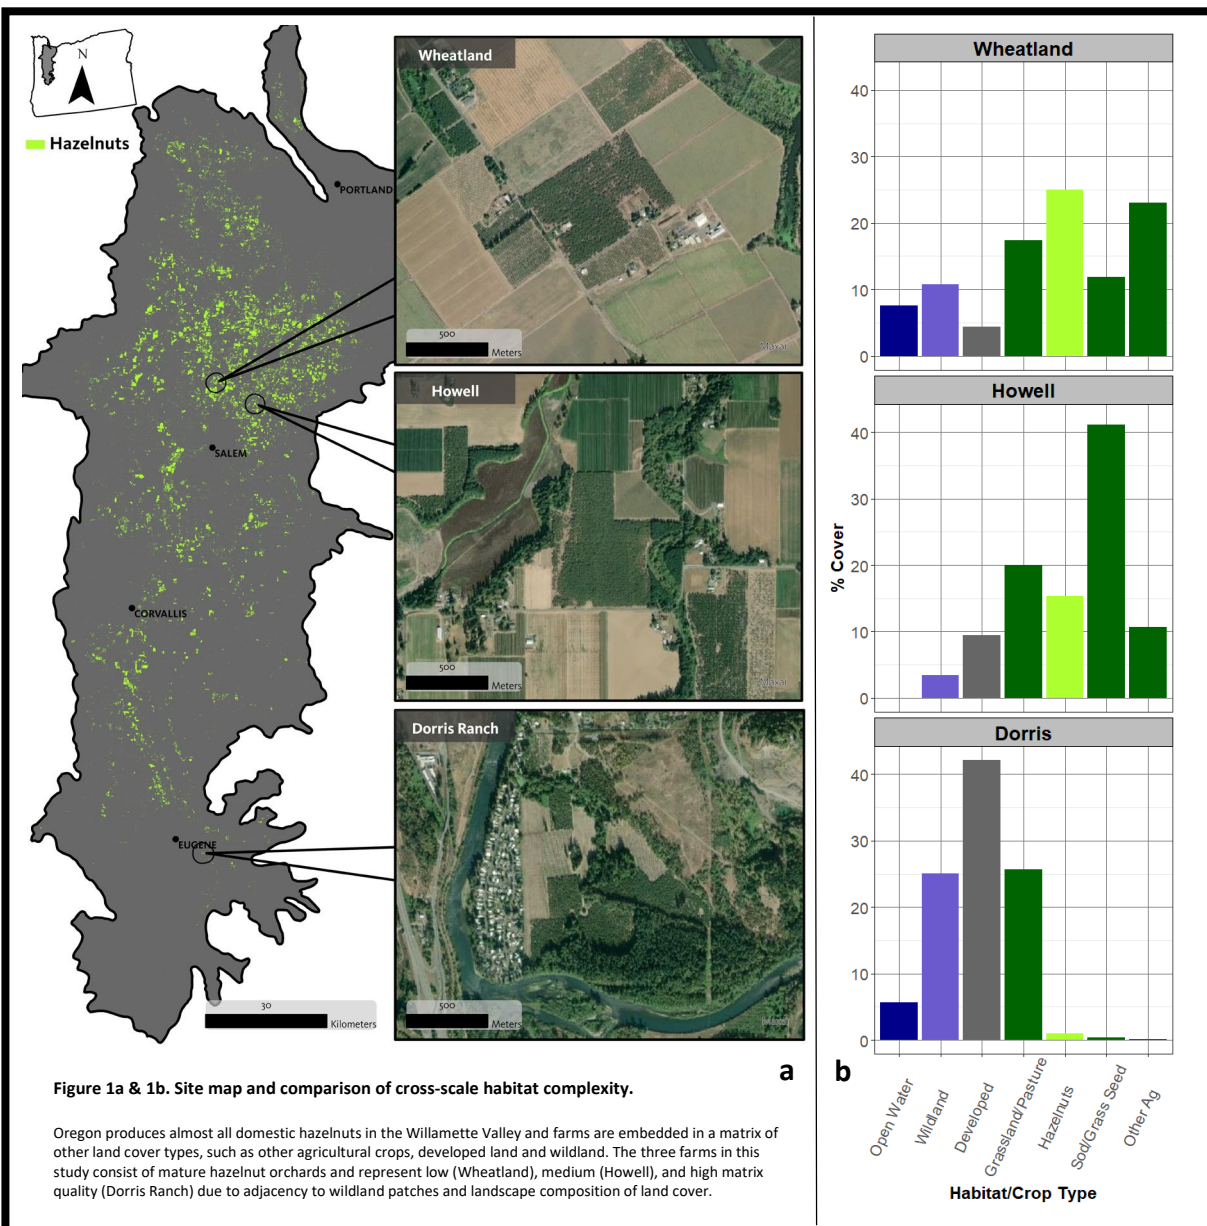 N
Hazelnuts
PORTLAND
SALEM
CORVALLIS
EUGENE
30
Kilometers
Wheatland
500
Meters
Maxar
Howell
500
Meters
Maxar
Dorris Ranch
500
Meters
Maxar
a
Figure 1a & 1b. Site map and comparison of cross-scale habitat complexity.
Oregon produces almost all domestic hazelnuts in the Willamette Valley and farms are embedded in a matrix of
other land cover types, such as other agricultural crops, developed land and wildland. The three farms in this
study consist of mature hazelnut orchards and represent low (Wheatland), medium (Howell), and high matrix
quality (Dorris Ranch) due to adjacency to wildland patches and landscape composition of land cover.
b
% Cover
Wheatland
40
30
20
10
0
Howell
40
30
20
10
0
Dorris
40
30
20
10
0
Open Water
Wildland
Developed
Grassland/Pasture
Hazelnuts
Sod/Grass Seed
Other Ag
Habitat/Crop Type